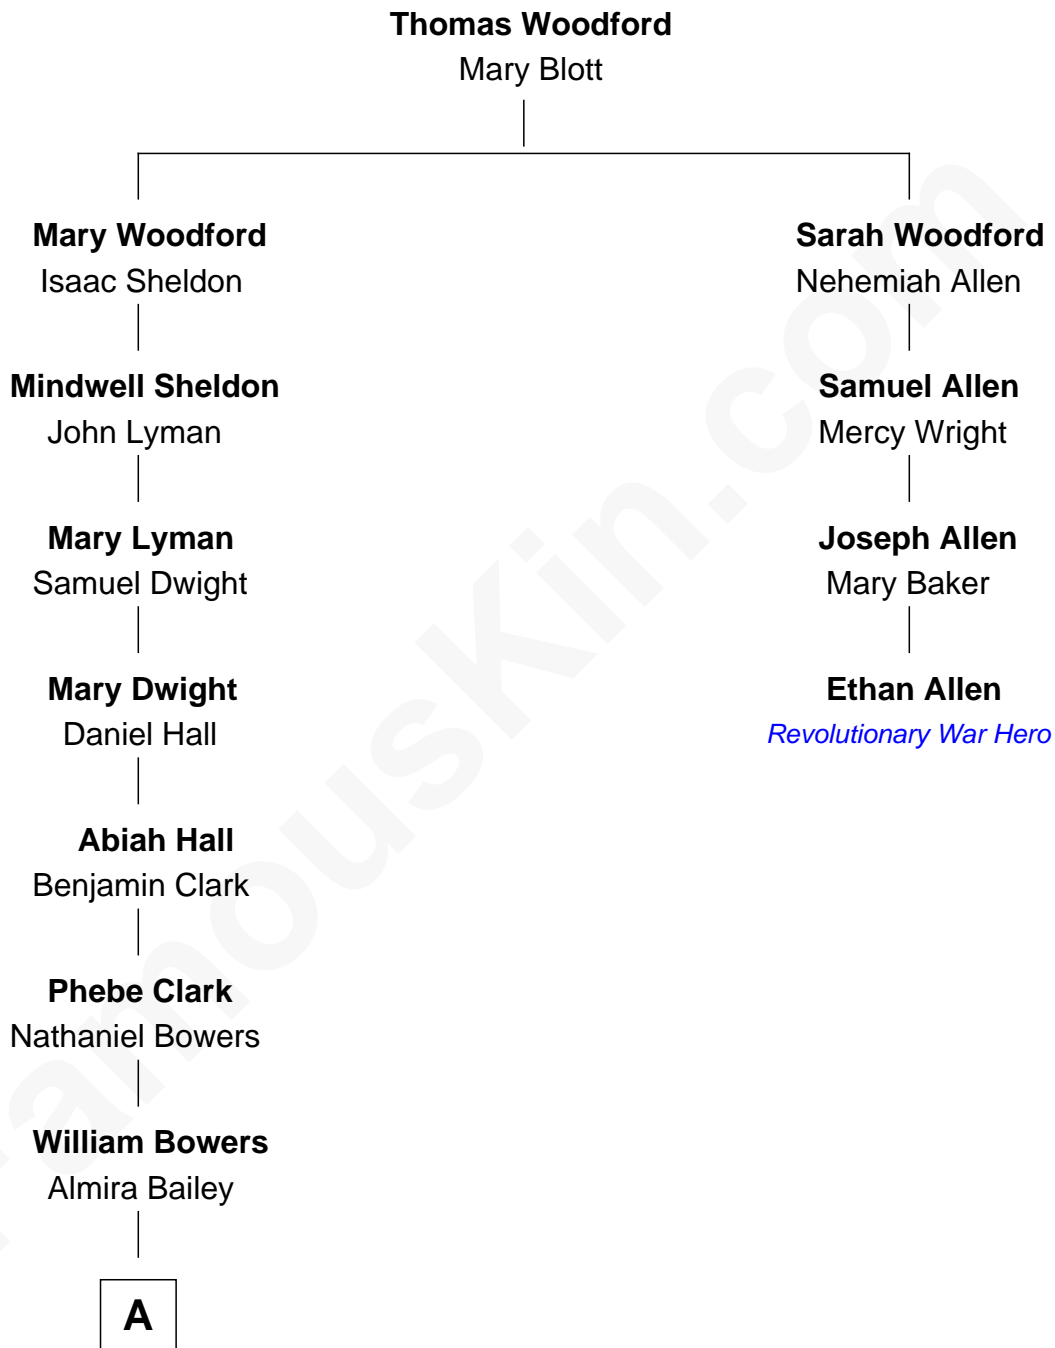 Thomas Woodford
Mary Blott
Mary Woodford
Isaac Sheldon
Mindwell Sheldon
John Lyman
Mary Lyman
Samuel Dwight
Mary Dwight
Daniel Hall
Abiah Hall
Benjamin Clark
Phebe Clark
Nathaniel Bowers
William Bowers
Almira Bailey
A
Sarah Woodford
Nehemiah Allen
Samuel Allen
Mercy Wright
Joseph Allen
Mary Baker
Ethan Allen
Revolutionary War Hero
FamousKin.com